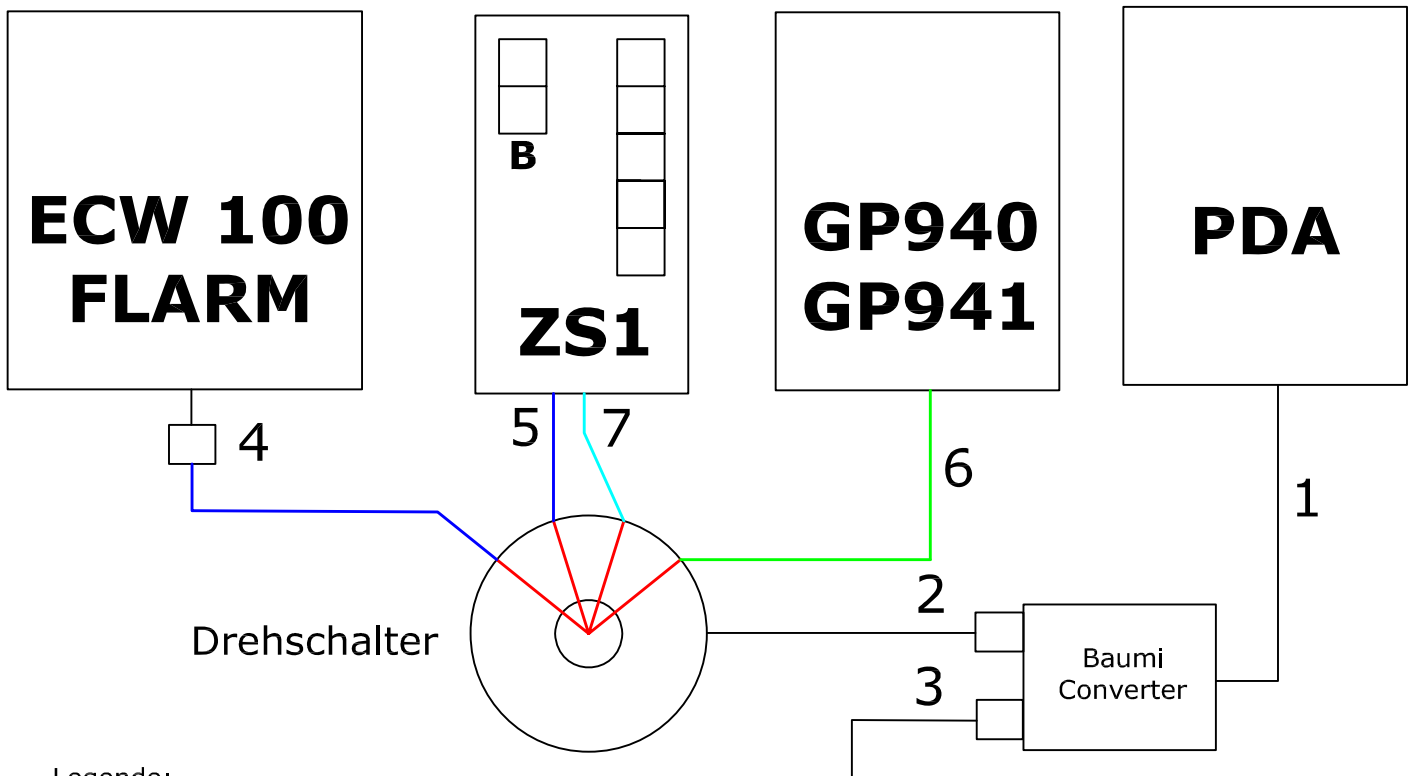 ECW 100
FLARM
B
ZS1
GP940
GP941
PDA
4
5
7
6
1
2
3
Drehschalter
Baumi
Converter
Legende: